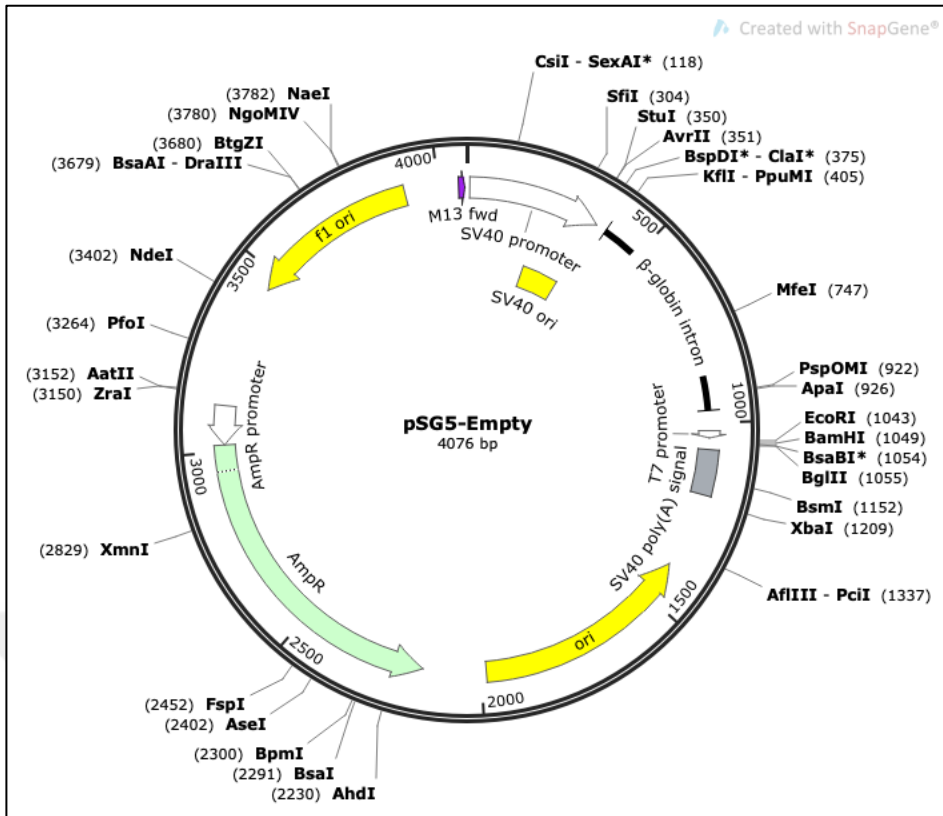 Created with SnapGene®
CsiI - SexAI* (118)
SfiI (304)
StuI (350)
AvrII (351)
BspDI* - ClaI* (375)
KflI - PpuMI (405)
MfeI (747)
PspOMI (922)
ApaI (926)
EcoRI (1043)
BamHI (1049)
BsaBI* (1054)
BglII (1055)
BsmI (1152)
XbaI (1209)
AflIII - PciI (1337)
(2230) AhdI
(2291) BsaI
(2300) BpmI
(2402) AseI
(2452) FspI
(2829) XmnI
(3150) ZraI
(3152) AatII
(3264) PfoI
(3402) NdeI
(3679) BsaAI - DraIII
(3680) BtgZI
(3780) NgoMIV
(3782) NaeI
500
1000
1500
2000
2500
3000
3500
4000
M13 fwd
SV40 promoter
SV40 ori
β-globin intron
T7 promoter
SV40 poly(A) signal
ori
AmpR
AmpR promoter
f1 ori
pSG5-Empty
4076 bp